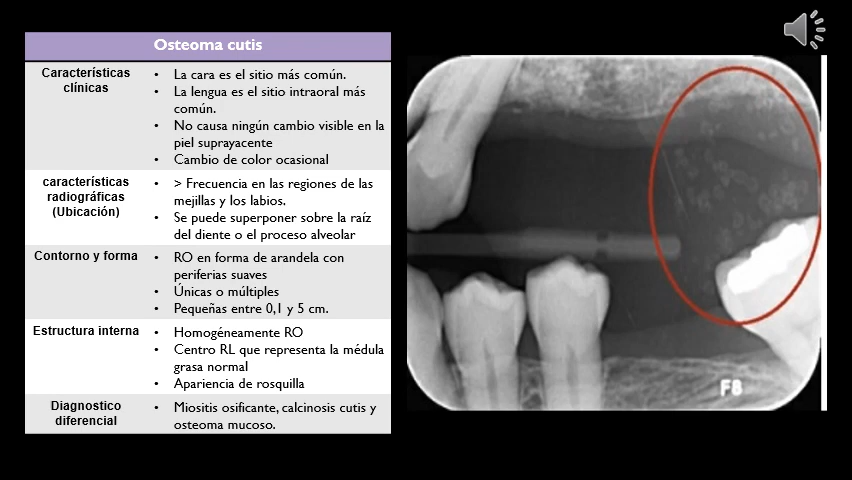 Osteoma cutis
Características
clínicas
• La cara es el sitio más común.
• La lengua es el sitio intraoral más
común.
• No causa ningún cambio visible en la
piel suprayacente
• Cambio de color ocasional
características
radiográficas
(Ubicación)
• > Frecuencia en las regiones de las
mejillas y los labios.
• Se puede superponer sobre la raíz
del diente o el proceso alveolar
Contorno y forma
• RO en forma de arandela con
periferias suaves
• Únicas o múltiples
• Pequeñas entre 0,1 y 5 cm.
Estructura interna
• Homogéneamente RO
• Centro RL que representa la médula
grasa normal
• Apariencia de rosquilla
Diagnostico
diferencial
• Miositis osificante, calcinosis cutis y
osteoma mucoso.
F8